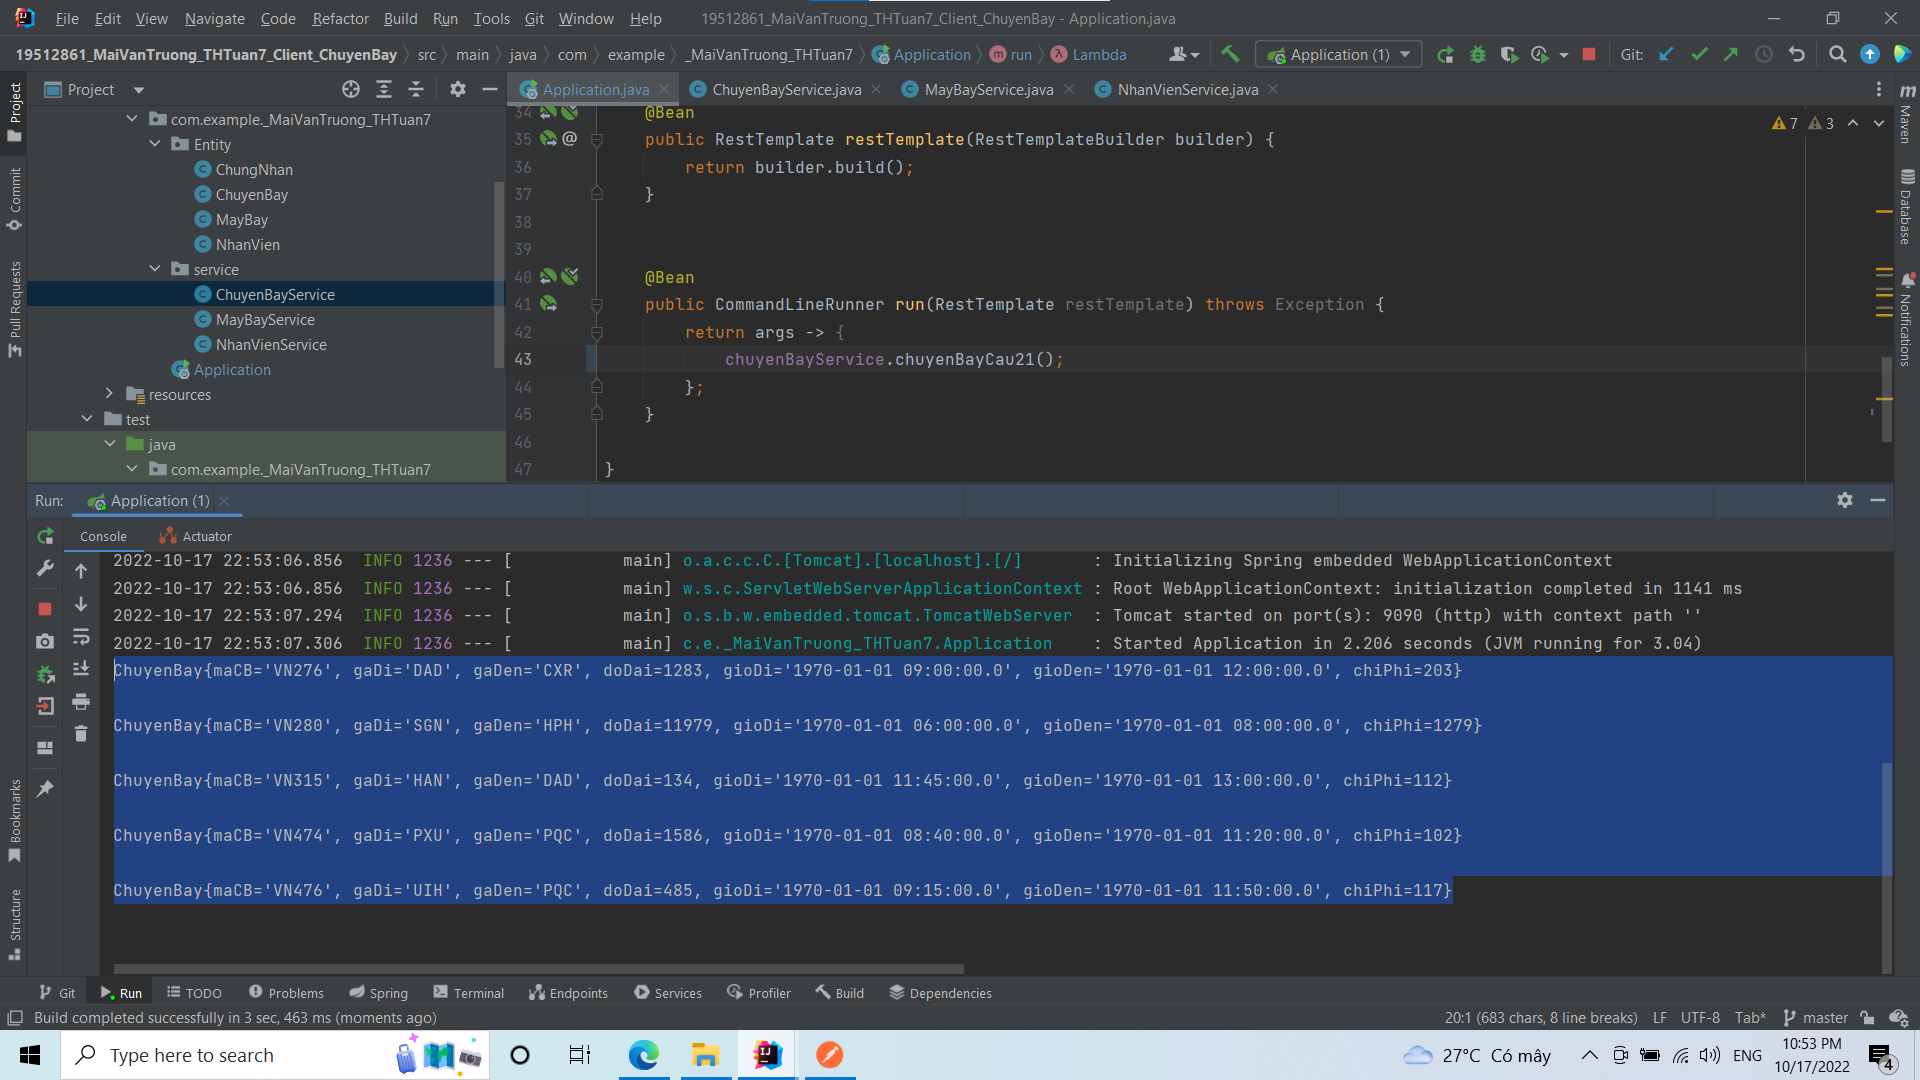 File Edit View Navigate Code Refactor Build Run Tools Git Window Help 19512861_MaiVanTruong_THTuan7_Client_ChuyenBay - Application.java
19512861_MaiVanTruong_THTuan7_Client_ChuyenBay src main java com example _MaiVanTruong_THTuan7 Application run Lambda Application (1) Git:
Project
Application.java ChuyenBayService.java MayBayService.java NhanVienService.java
com.example._MaiVanTruong_THTuan7
Entity
ChungNhan
ChuyenBay
MayBay
NhanVien
service
ChuyenBayService
MayBayService
NhanVienService
Application
resources
test
java
com.example._MaiVanTruong_THTuan7
34 @Bean
35 public RestTemplate restTemplate(RestTemplateBuilder builder) {
36 return builder.build();
37 }
38
39
40 @Bean
41 public CommandLineRunner run(RestTemplate restTemplate) throws Exception {
42 return args -> {
43 chuyenBayService.chuyenBayCau21();
44 };
45 }
46
47 }
7 3
Project
Commit
Pull Requests
Bookmarks
Structure
Maven
Database
Notifications
Run: Application (1)
Console Actuator
2022-10-17 22:53:06.856 INFO 1236 --- [ main] o.a.c.c.C.[Tomcat].[localhost].[/] : Initializing Spring embedded WebApplicationContext
2022-10-17 22:53:06.856 INFO 1236 --- [ main] w.s.c.ServletWebServerApplicationContext : Root WebApplicationContext: initialization completed in 1141 ms
2022-10-17 22:53:07.294 INFO 1236 --- [ main] o.s.b.w.embedded.tomcat.TomcatWebServer : Tomcat started on port(s): 9090 (http) with context path ''
2022-10-17 22:53:07.306 INFO 1236 --- [ main] c.e._MaiVanTruong_THTuan7.Application : Started Application in 2.206 seconds (JVM running for 3.04)
ChuyenBay{maCB='VN276', gaDi='DAD', gaDen='CXR', doDai=1283, gioDi='1970-01-01 09:00:00.0', gioDen='1970-01-01 12:00:00.0', chiPhi=203}
ChuyenBay{maCB='VN280', gaDi='SGN', gaDen='HPH', doDai=11979, gioDi='1970-01-01 06:00:00.0', gioDen='1970-01-01 08:00:00.0', chiPhi=1279}
ChuyenBay{maCB='VN315', gaDi='HAN', gaDen='DAD', doDai=134, gioDi='1970-01-01 11:45:00.0', gioDen='1970-01-01 13:00:00.0', chiPhi=112}
ChuyenBay{maCB='VN474', gaDi='PXU', gaDen='PQC', doDai=1586, gioDi='1970-01-01 08:40:00.0', gioDen='1970-01-01 11:20:00.0', chiPhi=102}
ChuyenBay{maCB='VN476', gaDi='UIH', gaDen='PQC', doDai=485, gioDi='1970-01-01 09:15:00.0', gioDen='1970-01-01 11:50:00.0', chiPhi=117}
Git Run TODO Problems Spring Terminal Endpoints Services Profiler Build Dependencies
Build completed successfully in 3 sec, 463 ms (moments ago) 20:1 (683 chars, 8 line breaks) LF UTF-8 Tab* master
Type here to search 27°C Có mây ENG 10:53 PM
10/17/2022 4